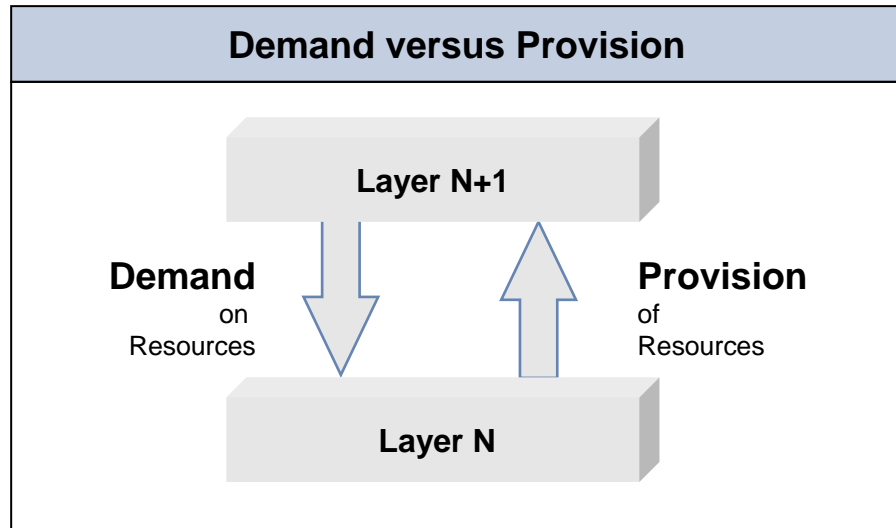 Demand versus Provision
Layer N+1
Demand
on
Resources
Provision
of
Resources
Layer N